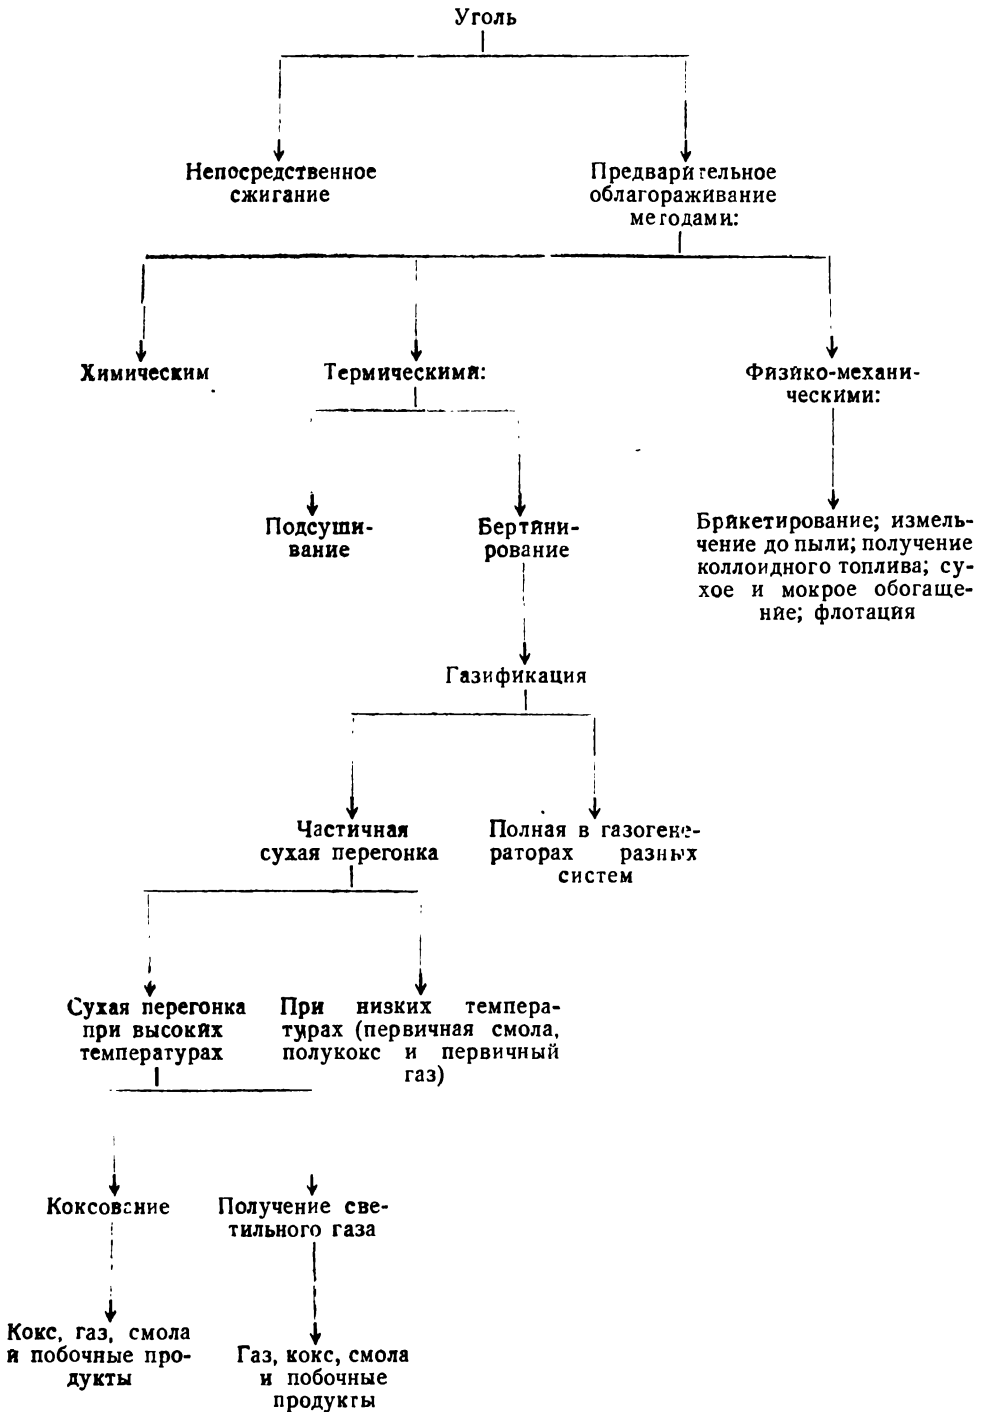 Уголь
Непосредственное
сжигание
Предварительное
облагораживание
методами:
Химическим
Термическими:
Физико-механи-
ческими:
Подсуши-
вание
Бертини-
рование
Брикетирование; измель-
чение до пыли; получение
коллоидного топлива; су-
хое и мокрое обогаще-
ние; флотация
Газификация
Частичная
сухая перегонка
Полная в газогене-
раторах разных
систем
Сухая перегонка
при высоких
температурах
При низких темпера-
турах (первичная смола,
полукокс и первичный
газ)
Коксование
Получение све-
тильного газа
Кокс, газ, смола
и побочные про-
дукты
Газ, кокс, смола
и побочные
продукты